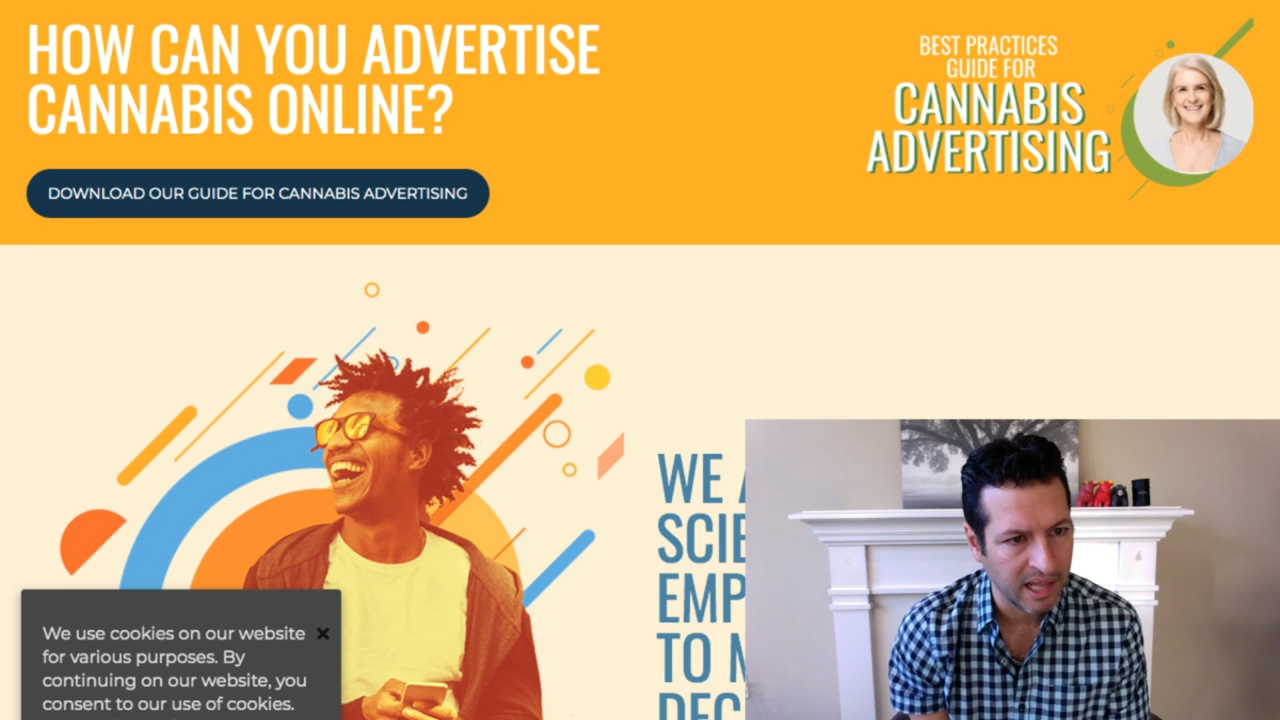 HOW CAN YOU ADVERTISE
CANNABIS ONLINE?
DOWNLOAD OUR GUIDE FOR CANNABIS ADVERTISING
BEST PRACTICES
GUIDE FOR
CANNABIS
ADVERTISING
WE
TO
We use cookies on our website
for various purposes. By
continuing on our website, you
consent to our use of cookies.